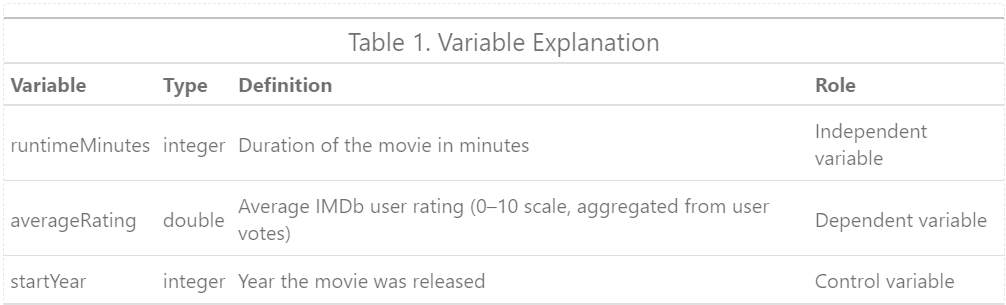 Table 1. Variable Explanation
Variable Type Definition Role
runtimeMinutes integer Duration of the movie in minutes Independent variable
averageRating double Average IMDb user rating (0–10 scale, aggregated from user votes) Dependent variable
startYear integer Year the movie was released Control variable